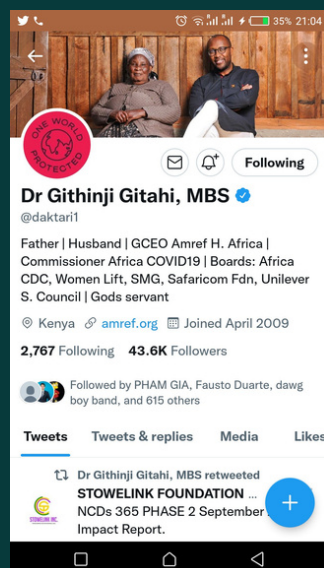 35% 21:04
ONE WORLD
PROTECTED
Following
Dr Githinji Gitahi, MBS
@daktari1
Father | Husband | GCEO Amref H. Africa |
Commissioner Africa COVID19 | Boards: Africa
CDC, Women Lift, SMG, Safaricom Fdn, Unilever
S. Council | Gods servant
Kenya amref.org Joined April 2009
2,767 Following 43.6K Followers
Followed by PHAM GIA, Fausto Duarte, dawg
boy band, and 615 others
Tweets Tweets & replies Media Likes
Dr Githinji Gitahi, MBS retweeted
STOWELINK FOUNDATION ...
NCDs 365 PHASE 2 September
Impact Report.
STOWELINK INC.